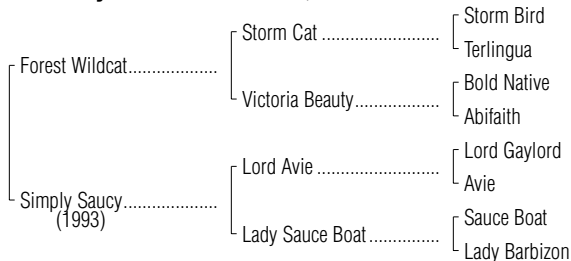 Storm Bird
Storm Cat ........................
Terlingua
Forest Wildcat..................
Bold Native
Victoria Beauty.................
Abifaith
Lord Gaylord
Lord Avie .........................
Avie
Simply Saucy...................
(1993)
Sauce Boat
Lady Sauce Boat ..............
Lady Barbizon